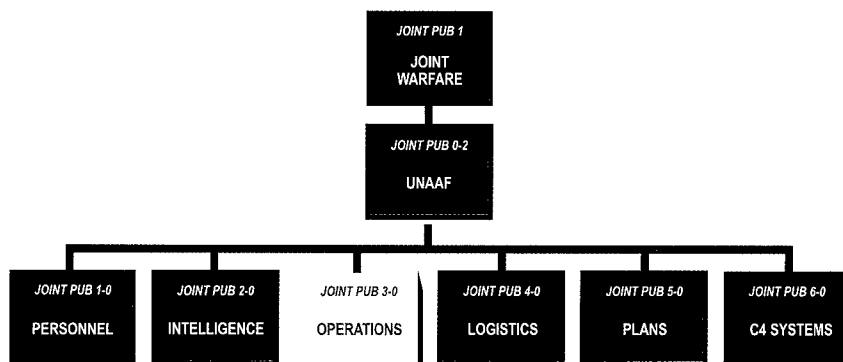 JOINT PUB 1
JOINT
WARFARE
JOINT PUB 0-2
UNAAF
JOINT PUB 1-0
PERSONNEL
JOINT PUB 2-0
INTELLIGENCE
JOINT PUB 3-0
OPERATIONS
JOINT PUB 4-0
LOGISTICS
JOINT PUB 5-0
PLANS
JOINT PUB 6-0
C4 SYSTEMS